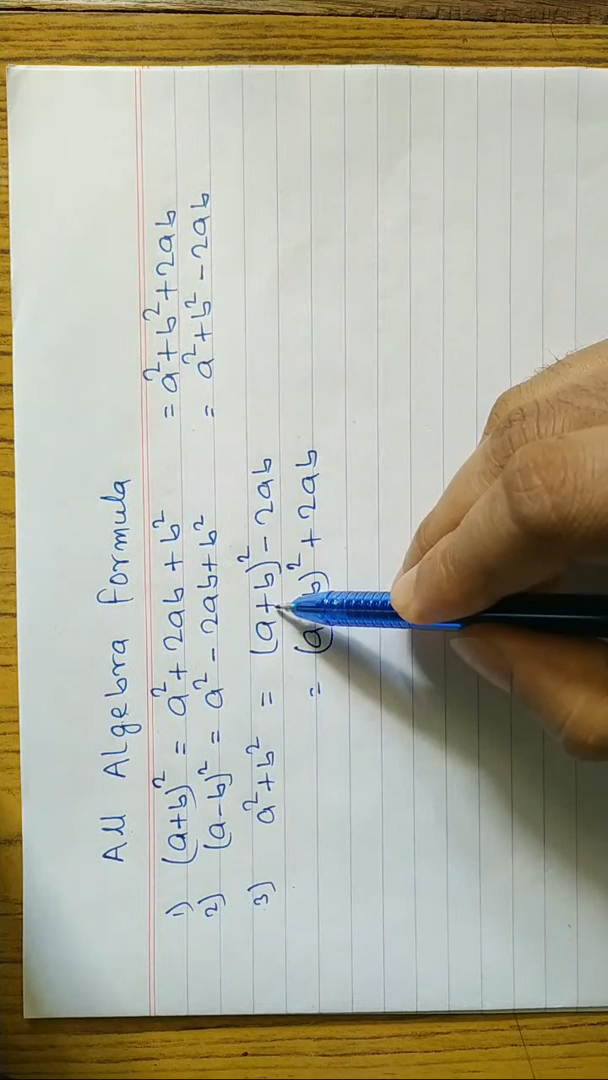 All Algebra Formula
1) (a+b)² = a² + 2ab + b² = a² + b² + 2ab
2) (a-b)² = a² - 2ab + b² = a² + b² - 2ab
3) a² + b² = (a+b)² - 2ab
= (a b)² + 2ab